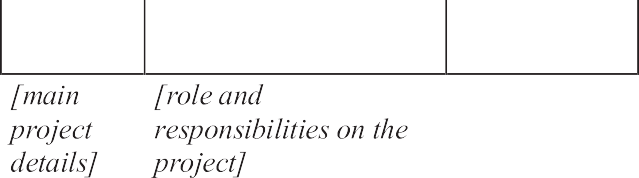 [main [role and
project responsibilities on the
details] project]